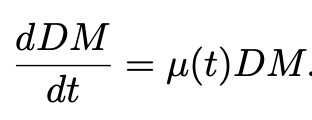 dDM/dt = μ(t)DM.